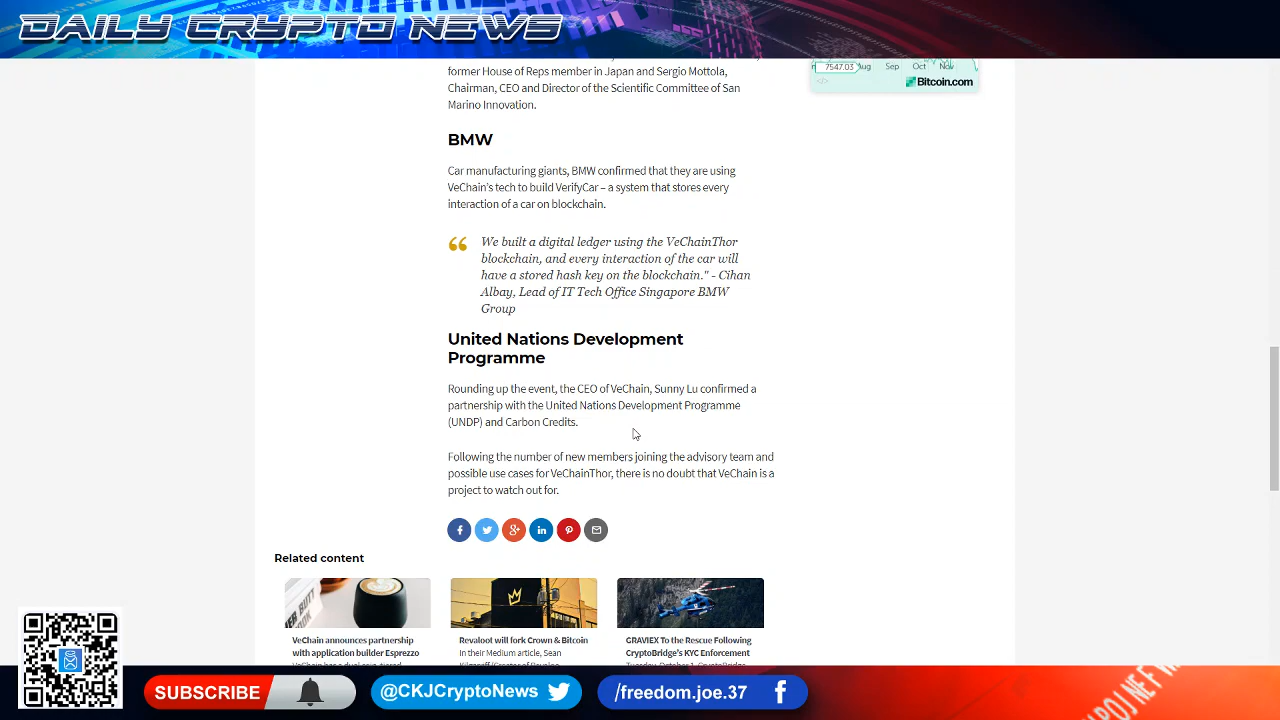 DAILY CRYPTO NEWS
former House of Reps member in Japan and Sergio Mottola,
Chairman, CEO and Director of the Scientific Committee of San
Marino Innovation.
7547.03
Aug Sep Oct Nov
</>
Bitcoin.com
BMW
Car manufacturing giants, BMW confirmed that they are using
VeChain's tech to build VerifyCar – a system that stores every
interaction of a car on blockchain.
We built a digital ledger using the VeChainThor
blockchain, and every interaction of the car will
have a stored hash key on the blockchain." - Cihan
Albay, Lead of IT Tech Office Singapore BMW
Group
United Nations Development
Programme
Rounding up the event, the CEO of VeChain, Sunny Lu confirmed a
partnership with the United Nations Development Programme
(UNDP) and Carbon Credits.
Following the number of new members joining the advisory team and
possible use cases for VeChainThor, there is no doubt that VeChain is a
project to watch out for.
Related content
VeChain announces partnership
with application builder Esprezzo
Revaloot will fork Crown & Bitcoin
In their Medium article, Sean
GRAVIEX To the Rescue Following
CryptoBridge's KYC Enforcement
SUBSCRIBE
@CKJCryptoNews
/freedom.joe.37